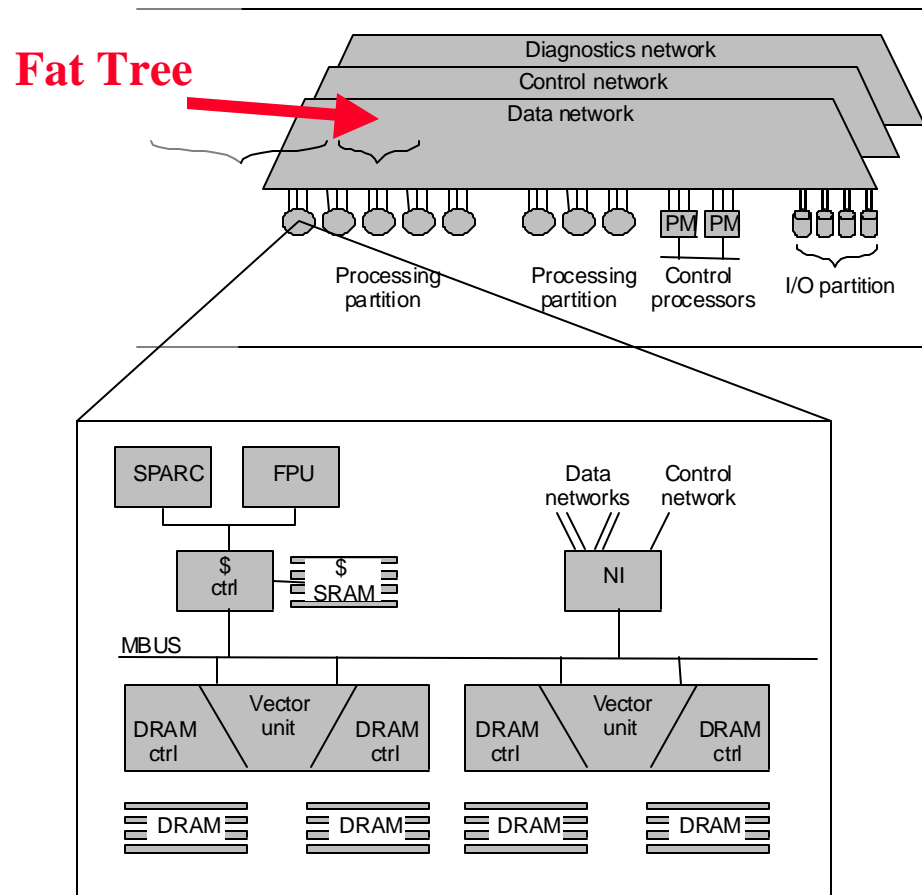 Diagnostics network
Fat Tree
Control network
Data network
PM PM
Processing
partition
Processing
partition
Control
processors
I/O partition
SPARC
FPU
Data
networks
Control
network
$
ctrl
$
SRAM
NI
MBUS
DRAM
ctrl
Vector
unit
DRAM
ctrl
DRAM
ctrl
Vector
unit
DRAM
ctrl
DRAM DRAM DRAM DRAM